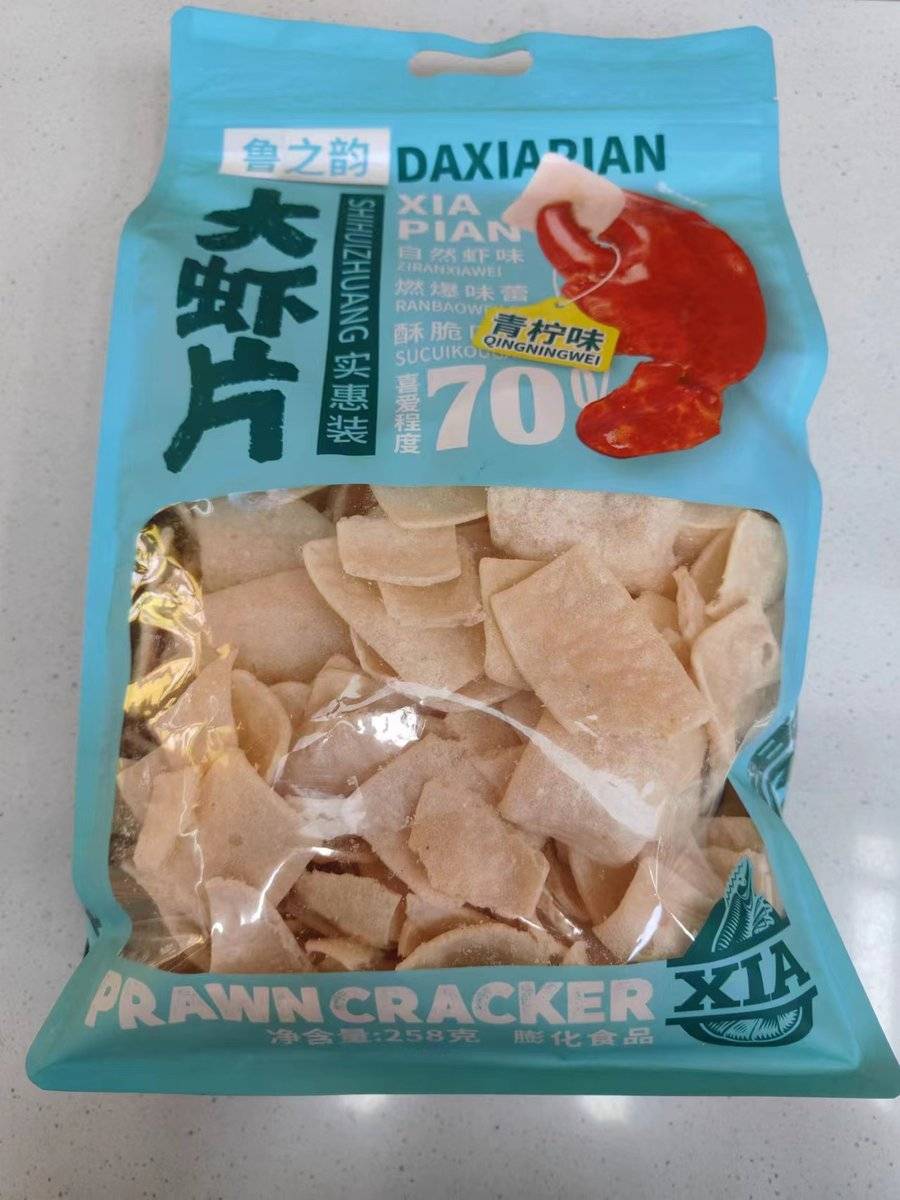 鲁之韵
DAXIAPIAN
大虾片
SHIHUIZHUANG 实惠装
XIA
PIAN
自然虾味
ZIRANXIAWEI
燃爆味蕾
酥脆
喜爱程度
70%
青柠味
QINGNINGWEI
PRAWN CRACKER
净含量:258克 膨化食品
XIA